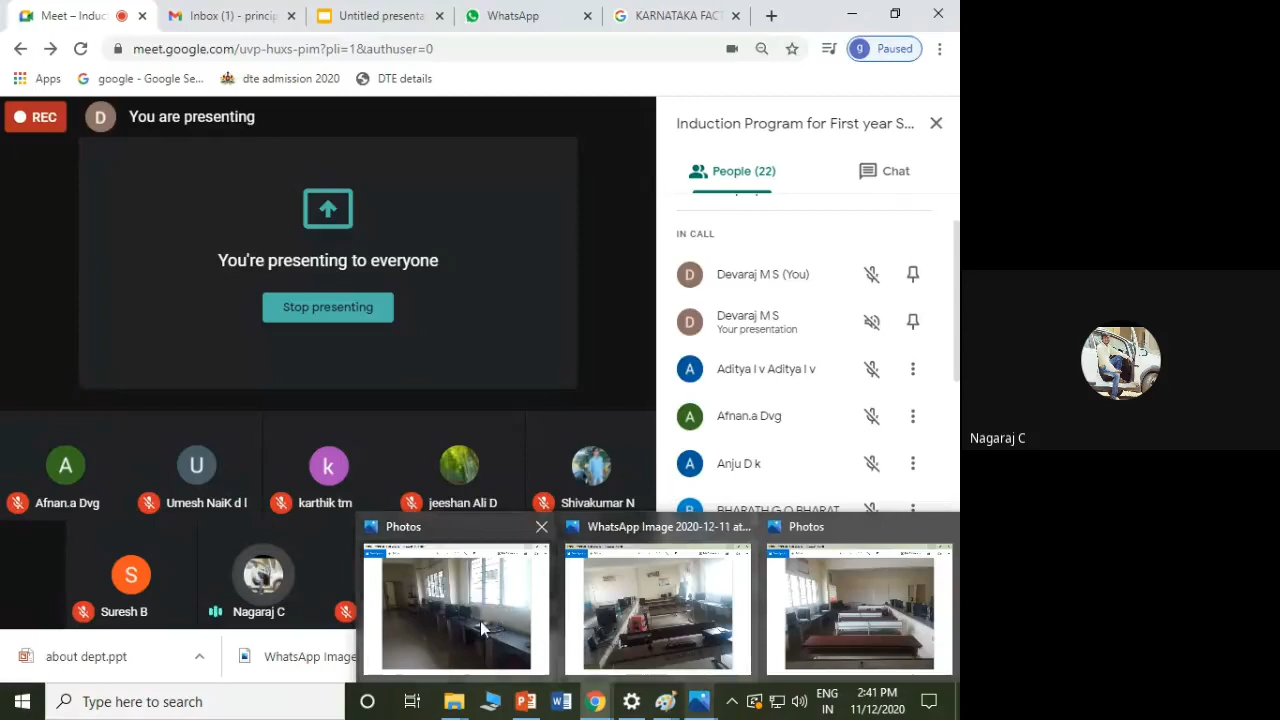 Meet – Induc
Inbox (1) - princip
Untitled presenta
WhatsApp
KARNATAKA FACT
meet.google.com/uvp-huxs-pim?pli=1&authuser=0
Paused
Apps
google - Google Se...
dte admission 2020
DTE details
REC
D
You are presenting
Induction Program for First year S...
People (22)
Chat
You're presenting to everyone
Stop presenting
IN CALL
D
Devaraj M S (You)
D
Devaraj M S
Your presentation
A
Aditya l v Aditya l v
A
Afnan.a Dvg
A
Anju D k
BHARATH G O BHARAT
A
U
k
Afnan.a Dvg
Umesh NaiK d l
karthik tm
jeeshan Ali D
Shivakumar N
S
Suresh B
Nagaraj C
Photos
WhatsApp Image 2020-12-11 at...
Photos
about dept.ppt
WhatsApp Image
Type here to search
ENG
IN
2:41 PM
11/12/2020
Nagaraj C